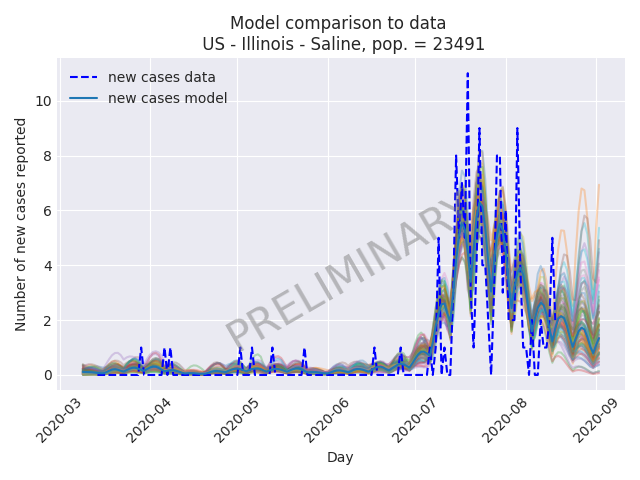 Model comparison to data
US - Illinois - Saline, pop. = 23491
new cases data
new cases model
Number of new cases reported
10
8
6
4
2
0
PRELIMINARY
2020-03
2020-04
2020-05
2020-06
2020-07
2020-08
2020-09
Day